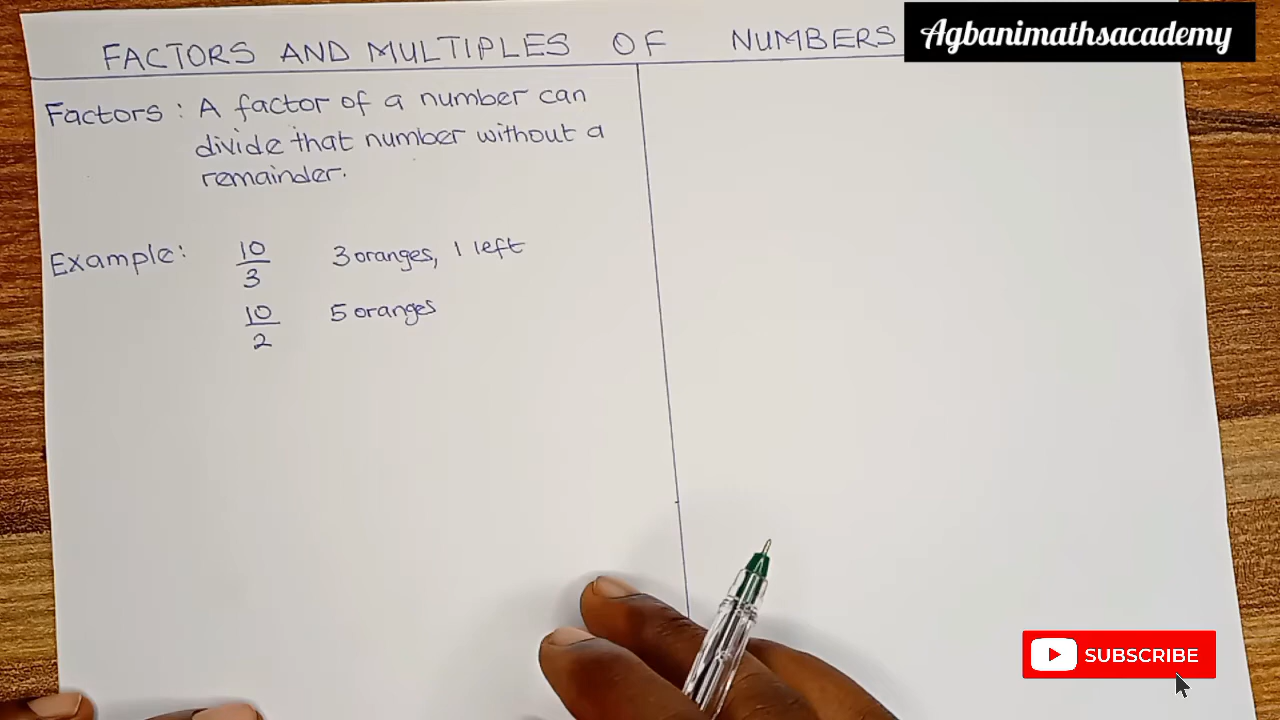 Agbanimathsacademy
FACTORS AND MULTIPLES OF NUMBERS
Factors : A factor of a number can
divide that number without a
remainder.
Example: 10/3 3 oranges, 1 left
10/2 5 oranges
SUBSCRIBE